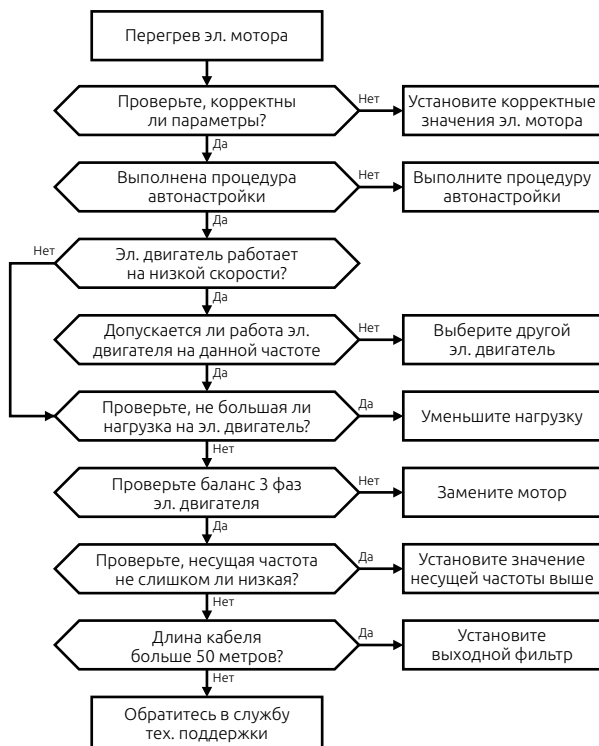 Перегрев эл. мотора
Проверьте, корректны
ли параметры?
Нет
Установите корректные
значения эл. мотора
Да
Выполнена процедура
автонастройки
Нет
Выполните процедуру
автонастройки
Да
Нет
Эл. двигатель работает
на низкой скорости?
Да
Допускается ли работа эл.
двигателя на данной частоте
Нет
Выберите другой
эл. двигатель
Да
Проверьте, не большая ли
нагрузка на эл. двигатель?
Да
Уменьшите нагрузку
Нет
Проверьте баланс 3 фаз
эл. двигателя
Нет
Замените мотор
Да
Проверьте, несущая частота
не слишком ли низкая?
Да
Установите значение
несущей частоты выше
Нет
Длина кабеля
больше 50 метров?
Да
Установите
выходной фильтр
Нет
Обратитесь в службу
тех. поддержки